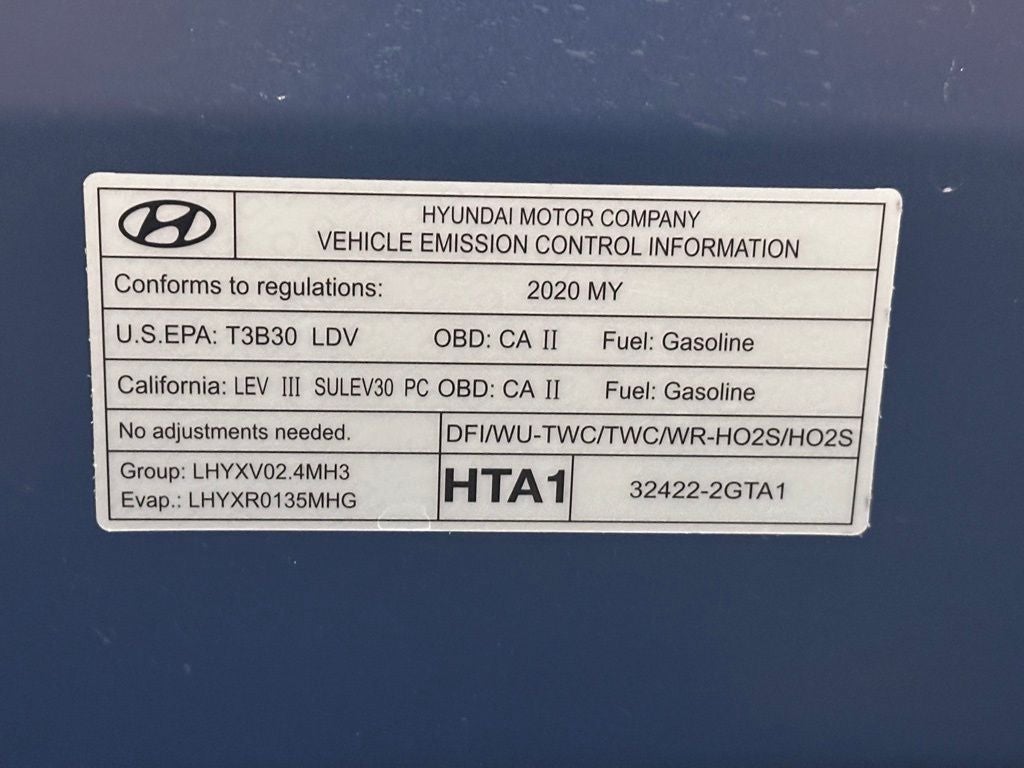 HYUNDAI MOTOR COMPANY
VEHICLE EMISSION CONTROL INFORMATION
Conforms to regulations: 2020 MY
U.S.EPA: T3B30 LDV OBD: CA II Fuel: Gasoline
California: LEV III SULEV30 PC OBD: CA II Fuel: Gasoline
No adjustments needed. DFI/WU-TWC/TWC/WR-HO2S/HO2S
Group: LHYXV02.4MH3
Evap.: LHYXR0135MHG
HTA1 32422-2GTA1